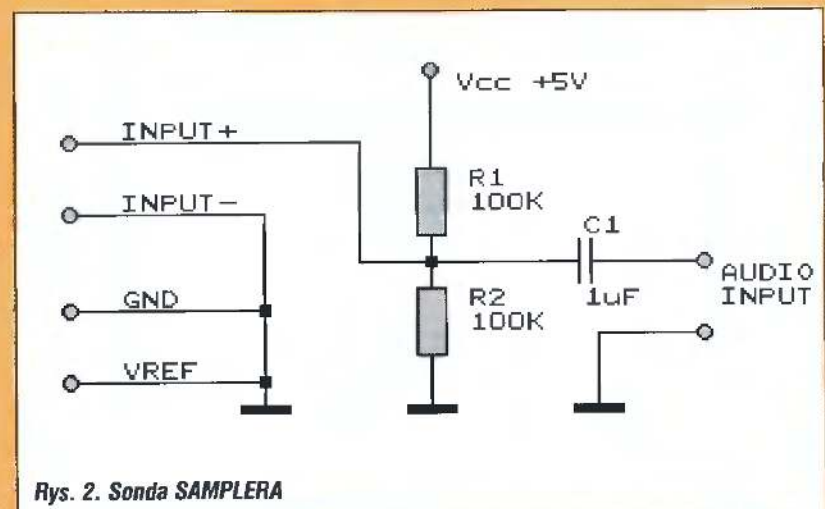 Vcc +5V
INPUT+
R1
100K
INPUT-
C1
1uF
AUDIO
INPUT
GND
R2
100K
VREF
Rys. 2. Sonda SAMPLERA